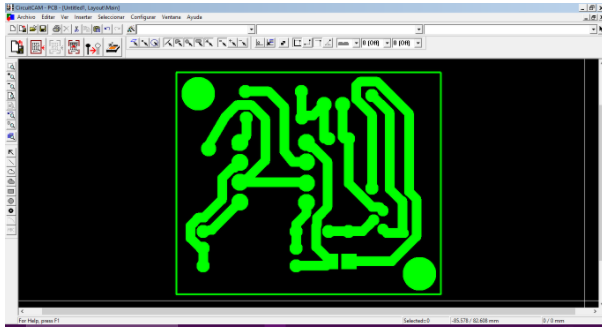 CircuitCAM - PCB - [Untitled1, Layout:Main]
Archivo Editar Ver Insertar Seleccionar Configurar Ventana Ayuda
mm 0 [Off] 0 [Off]
For Help, press F1 Selected: 0 -85.578 / 82.608 mm 0 / 0 mm